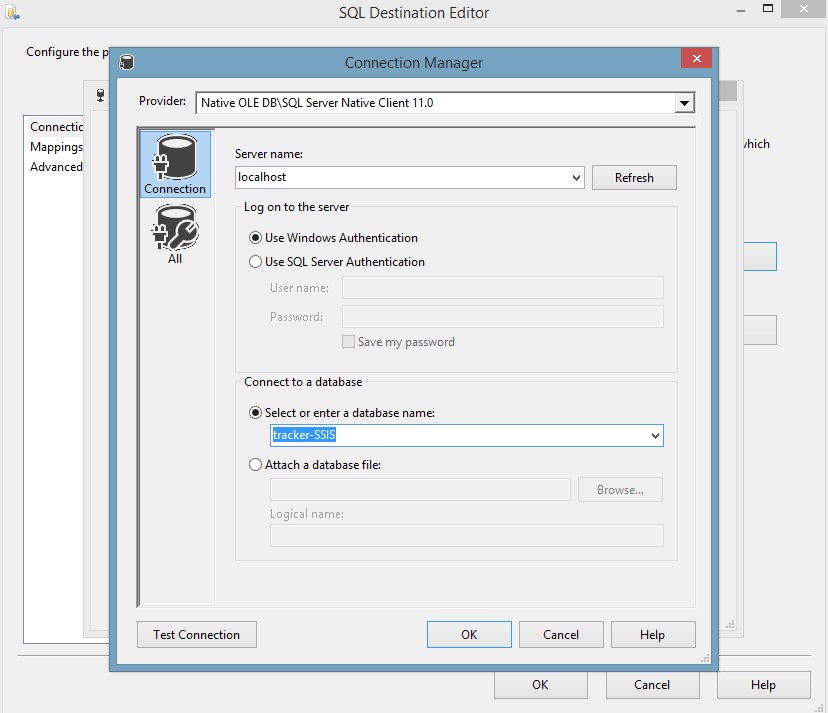 SQL Destination Editor
Configure the p
Connection Manager
Provider: Native OLE DB\SQL Server Native Client 11.0
Connectio
Mappings
Advanced
which
Connection
All
Server name:
localhost
Refresh
Log on to the server
Use Windows Authentication
Use SQL Server Authentication
User name:
Password:
Save my password
Connect to a database
Select or enter a database name:
tracker-SSIS
Attach a database file:
Browse...
Logical name:
Test Connection OK Cancel Help
OK Cancel Help